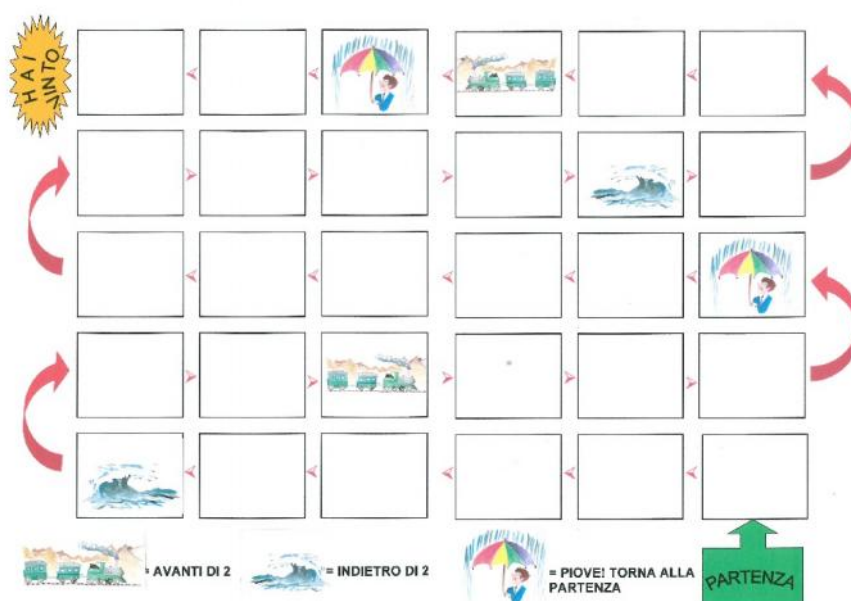 HAI
VINTO
= AVANTI DI 2
= INDIETRO DI 2
= PIOVE! TORNA ALLA
PARTENZA
PARTENZA